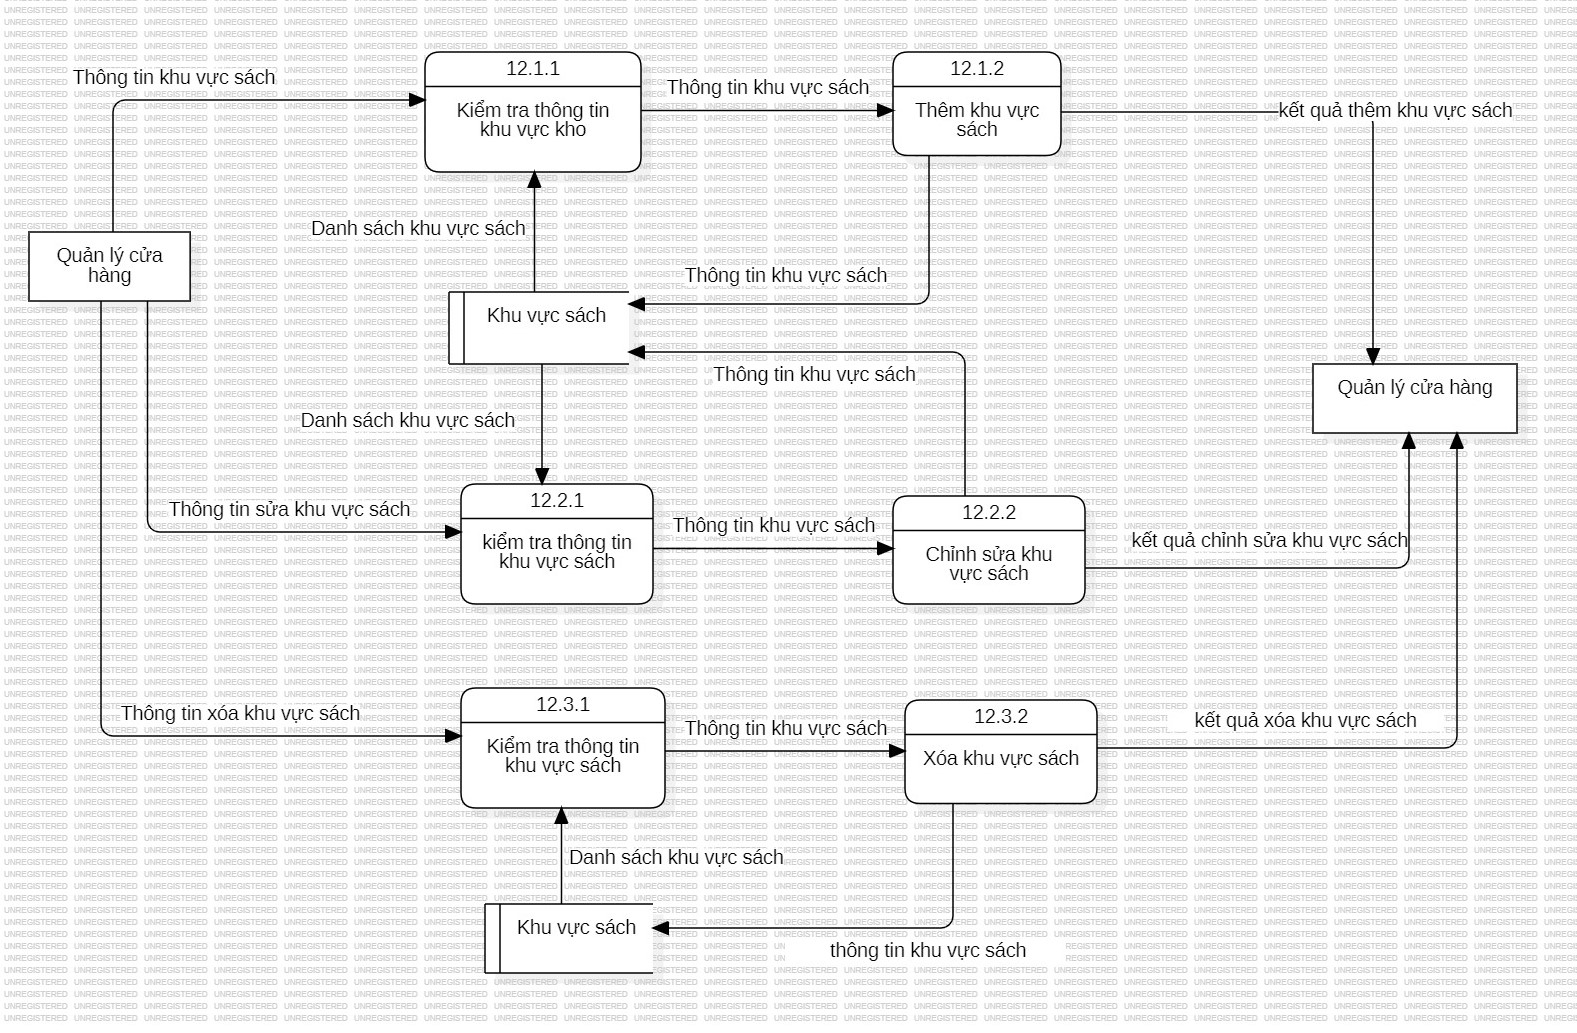 12.1.1
12.1.2
Thông tin khu vực sách
Thông tin khu vực sách
Kiểm tra thông tin
khu vực kho
Thêm khu vực
sách
kết quả thêm khu vực sách
Danh sách khu vực sách
Quản lý cửa
hàng
Thông tin khu vực sách
Khu vực sách
Thông tin khu vực sách
Quản lý cửa hàng
Danh sách khu vực sách
12.2.1
12.2.2
Thông tin sửa khu vực sách
Thông tin khu vực sách
kiểm tra thông tin
khu vực sách
Chỉnh sửa khu
vực sách
kết quả chỉnh sửa khu vực sách
12.3.1
12.3.2
Thông tin xóa khu vực sách
Thông tin khu vực sách
kết quả xóa khu vực sách
Kiểm tra thông tin
khu vực sách
Xóa khu vực sách
Danh sách khu vực sách
Khu vực sách
thông tin khu vực sách
UNREGISTERED